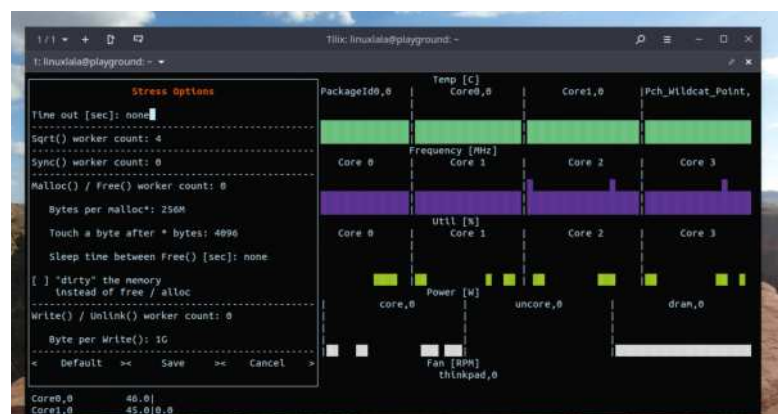 1 / 1
Tilix: linuxlala@playground: ~
1: linuxlala@playground: ~
Stress Options
Time out [sec]: none
Sqrt() worker count: 4
Sync() worker count: 0
Malloc() / Free() worker count: 0
Bytes per malloc*: 256M
Touch a byte after * bytes: 4096
Sleep time between Free() [sec]: none
[ ] "dirty" the memory
instead of free / alloc
Write() / Unlink() worker count: 0
Byte per Write(): 1G
< Default >< Save >< Cancel >
Temp [C]
PackageId0,0 | Core0,0 | Core1,0 |Pch_Wildcat_Point,
Frequency [MHz]
Core 0 | Core 1 | Core 2 | Core 3
Util [%]
Core 0 | Core 1 | Core 2 | Core 3
Power [W]
| core,0 | uncore,0 | dram,0
Fan [RPM]
thinkpad,0
Core0,0 46.0|
Core1,0 45.0|0.0